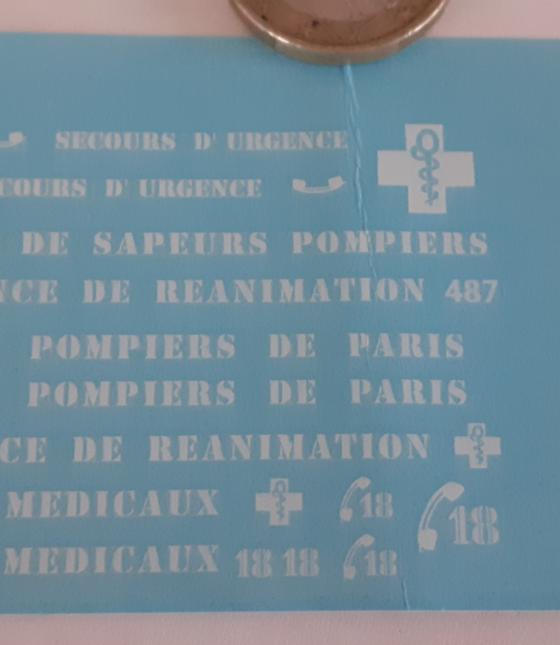 SECOURS D' URGENCE
COURS D' URGENCE
DE SAPEURS POMPIERS
NCE DE REANIMATION 487
POMPIERS DE PARIS
POMPIERS DE PARIS
CE DE REANIMATION
MEDICAUX 18 18
MEDICAUX 18 18 18